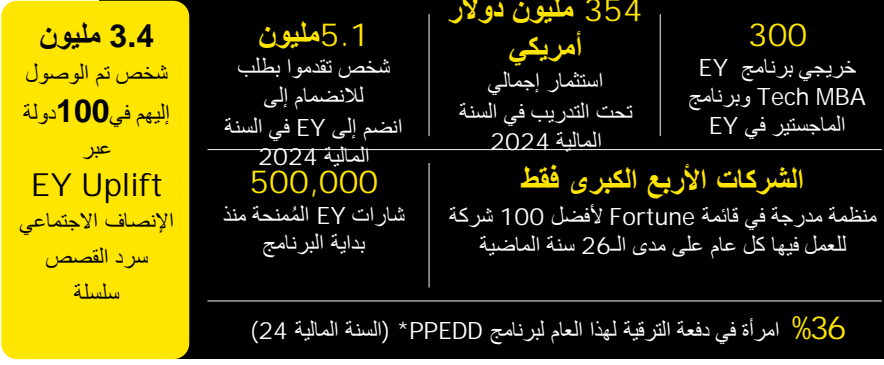 300
خريجي برنامج EY
Tech MBA وبرنامج
الماجستير في EY
354 مليون دولار
أمريكي
استثمار إجمالي
تحت التدريب في السنة
المالية 2024
5.1مليون
شخص تقدموا بطلب
للانضمام إلى
انضم إلى EY في السنة
المالية 2024
الشركات الأربع الكبرى فقط
منظمة مدرجة في قائمة Fortune لأفضل 100 شركة
للعمل فيها كل عام على مدى الـ26 سنة الماضية
500,000
شارات EY المُمنحة منذ
بداية البرنامج
%36 امرأة في دفعة الترقية لهذا العام لبرنامج PPEDD* (السنة المالية 24)
3.4 مليون
شخص تم الوصول
إليهم في100دولة
عبر
EY Uplift
الإنصاف الاجتماعي
سرد القصص
سلسلة